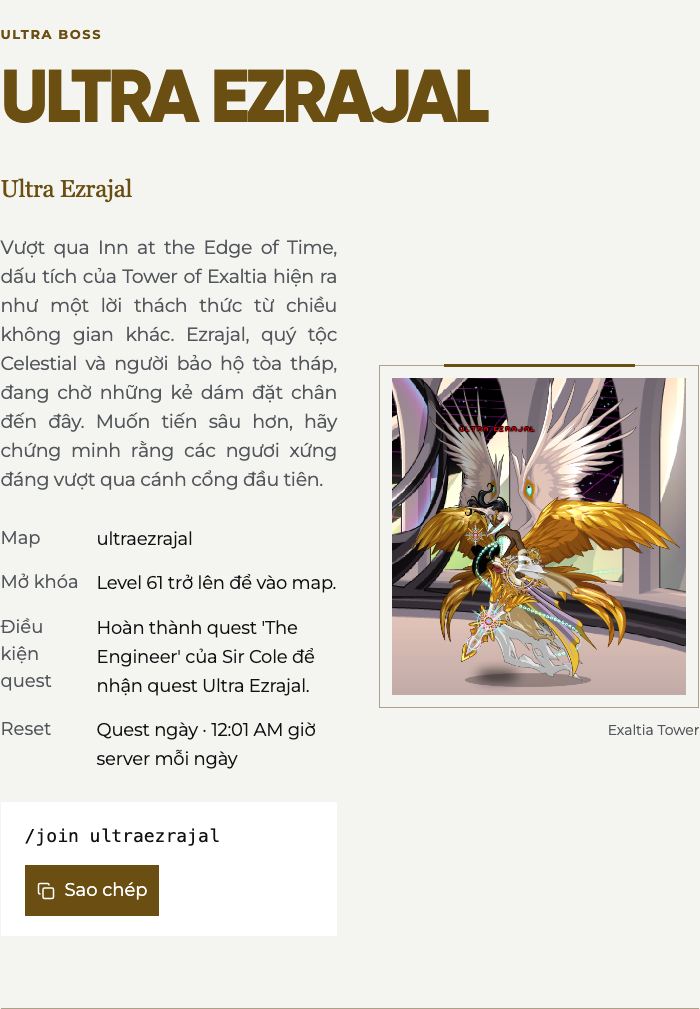 ULTRA BOSS
ULTRA EZRAJAL
Ultra Ezrajal
Vượt qua Inn at the Edge of Time,
dấu tích của Tower of Exaltia hiện ra
như một lời thách thức từ chiều
không gian khác. Ezrajal, quý tộc
Celestial và người bảo hộ tòa tháp,
đang chờ những kẻ dám đặt chân
đến đây. Muốn tiến sâu hơn, hãy
chứng minh rằng các ngươi xứng
đáng vượt qua cánh cổng đầu tiên.
Map
ultraezrajal
Mở khóa
Level 61 trở lên để vào map.
Điều
kiện
quest
Hoàn thành quest 'The
Engineer' của Sir Cole để
nhận quest Ultra Ezrajal.
Reset
Quest ngày · 12:01 AM giờ
server mỗi ngày
/join ultraezrajal
Sao chép
ULTRA EZRAJAL
Exaltia Tower